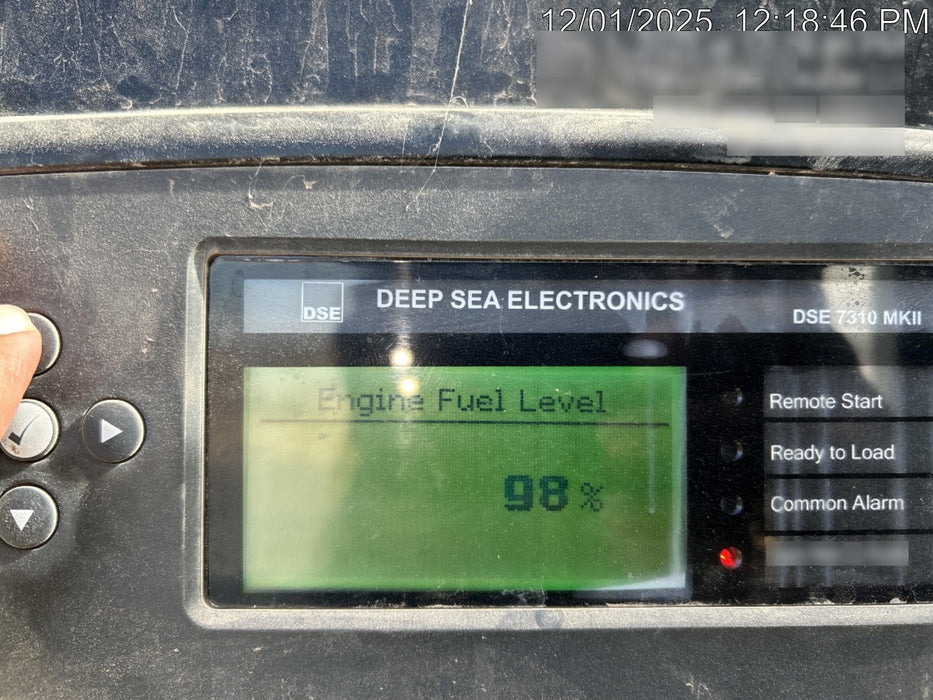 12/01/2025, 12:18:46 PM
DSE
DEEP SEA ELECTRONICS
DSE 7310 MKII
Engine Fuel Level
98 %
Remote Start
Ready to Load
Common Alarm